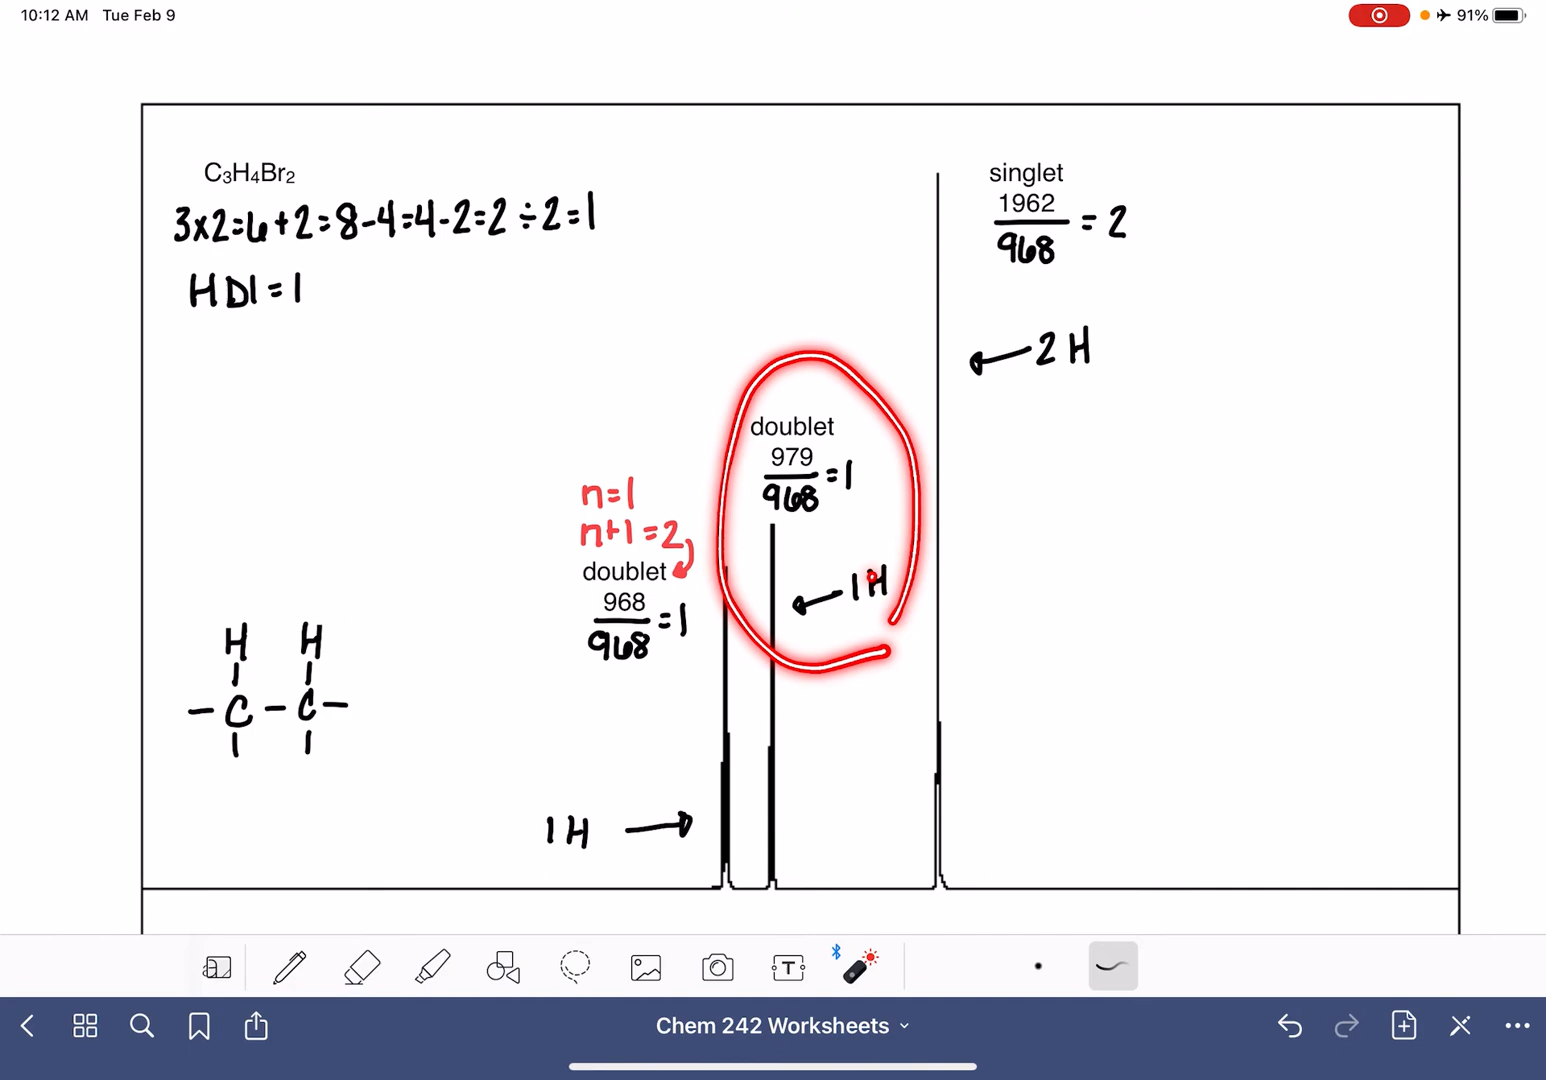 10:12 AM Tue Feb 9
91%
C₃H₄Br₂
3x2=6+2=8-4=4-2=2÷2=1
HDI=1
singlet
1962
968
=2
2H
doublet
979
968
=1
1H
n=1
n+1=2
doublet
968
968
=1
H H
- C - C -
1H
T
Chem 242 Worksheets